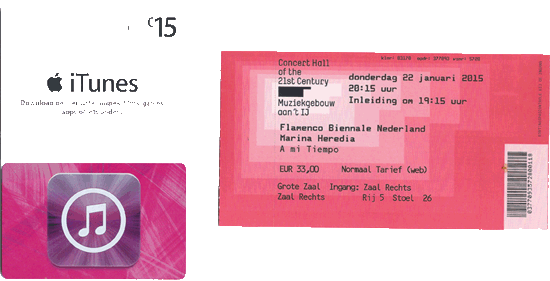 €15
iTunes
Concert Hall
of the
21st Century
Muziekgebouw
aan 't IJ
donderdag 22 januari 2015
20:15 uur
Inleiding om 19:15 uur
Flamenco Biennale Nederland
Marina Heredia
A mi Tiempo
EUR 33,00 Normaal Tarief (web)
Grote Zaal Ingang: Zaal Rechts
Zaal Rechts Rij 5 Stoel 26